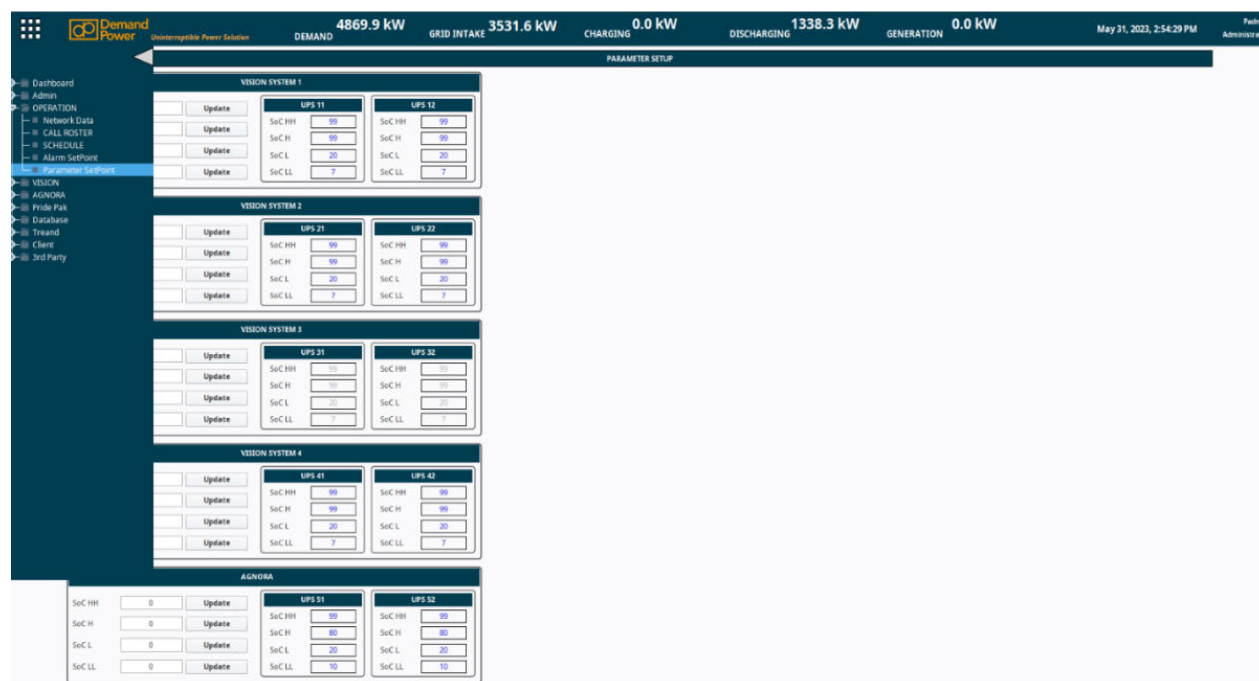 Demand Power
Uninterruptible Power Solution
DEMAND 4869.9 kW
GRID INTAKE 3531.6 kW
CHARGING 0.0 kW
DISCHARGING 1338.3 kW
GENERATION 0.0 kW
May 31, 2023, 2:54:29 PM
Administra
PARAMETER SETUP
Dashboard
Admin
OPERATION
Network Data
CALL ROSTER
SCHEDULE
Alarm SetPoint
Parameter SetPoint
VISION
AGNORA
Pride Pak
Database
Treand
Client
3rd Party
VISION SYSTEM 1
Update
Update
Update
Update
UPS 11
SoC HH 99
SoC H 99
SoC L 20
SoC LL 7
UPS 12
SoC HH 99
SoC H 99
SoC L 20
SoC LL 7
VISION SYSTEM 2
Update
Update
Update
Update
UPS 21
SoC HH 99
SoC H 99
SoC L 20
SoC LL 7
UPS 22
SoC HH 99
SoC H 99
SoC L 20
SoC LL 7
VISION SYSTEM 3
Update
Update
Update
Update
UPS 31
SoC HH 99
SoC H 99
SoC L 20
SoC LL 7
UPS 32
SoC HH 99
SoC H 99
SoC L 20
SoC LL 7
VISION SYSTEM 4
Update
Update
Update
Update
UPS 41
SoC HH 99
SoC H 99
SoC L 20
SoC LL 7
UPS 42
SoC HH 99
SoC H 99
SoC L 20
SoC LL 7
AGNORA
SoC HH 0 Update
SoC H 0 Update
SoC L 0 Update
SoC LL 0 Update
UPS 51
SoC HH 99
SoC H 80
SoC L 20
SoC LL 10
UPS 52
SoC HH 99
SoC H 80
SoC L 20
SoC LL 10